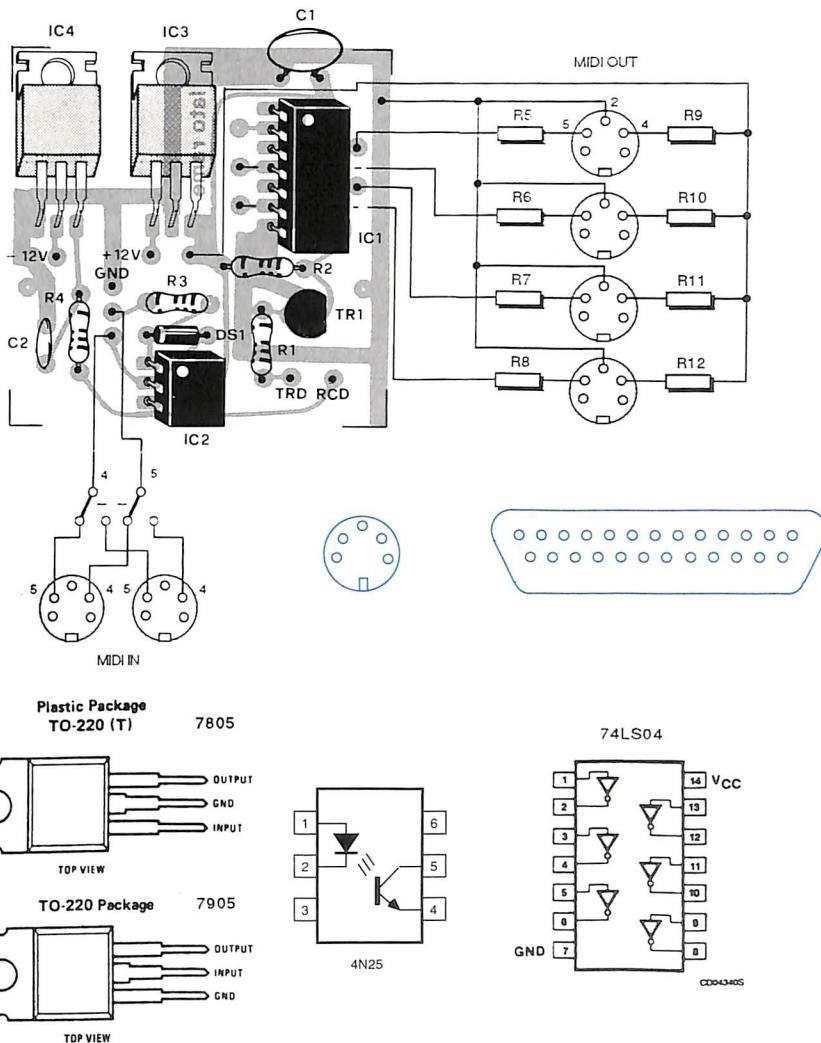 IC4
IC3
C1
lato rame
IC1
- 12V
+ 12V
GND
R3
R2
R4
TR1
DS1
C2
R1
TRD
RCD
IC2
MIDI OUT
2
R5
5
4
R9
R6
R10
R7
R11
R8
R12
4
5
5
4
5
4
MIDI IN
Plastic Package
TO-220 (T)
7805
OUTPUT
GND
INPUT
TOP VIEW
TO-220 Package
7905
OUTPUT
INPUT
GND
TOP VIEW
1
6
2
5
3
4
4N25
74LS04
1
14
VCC
2
13
3
12
4
11
5
10
6
9
GND
7
8
CD04340S